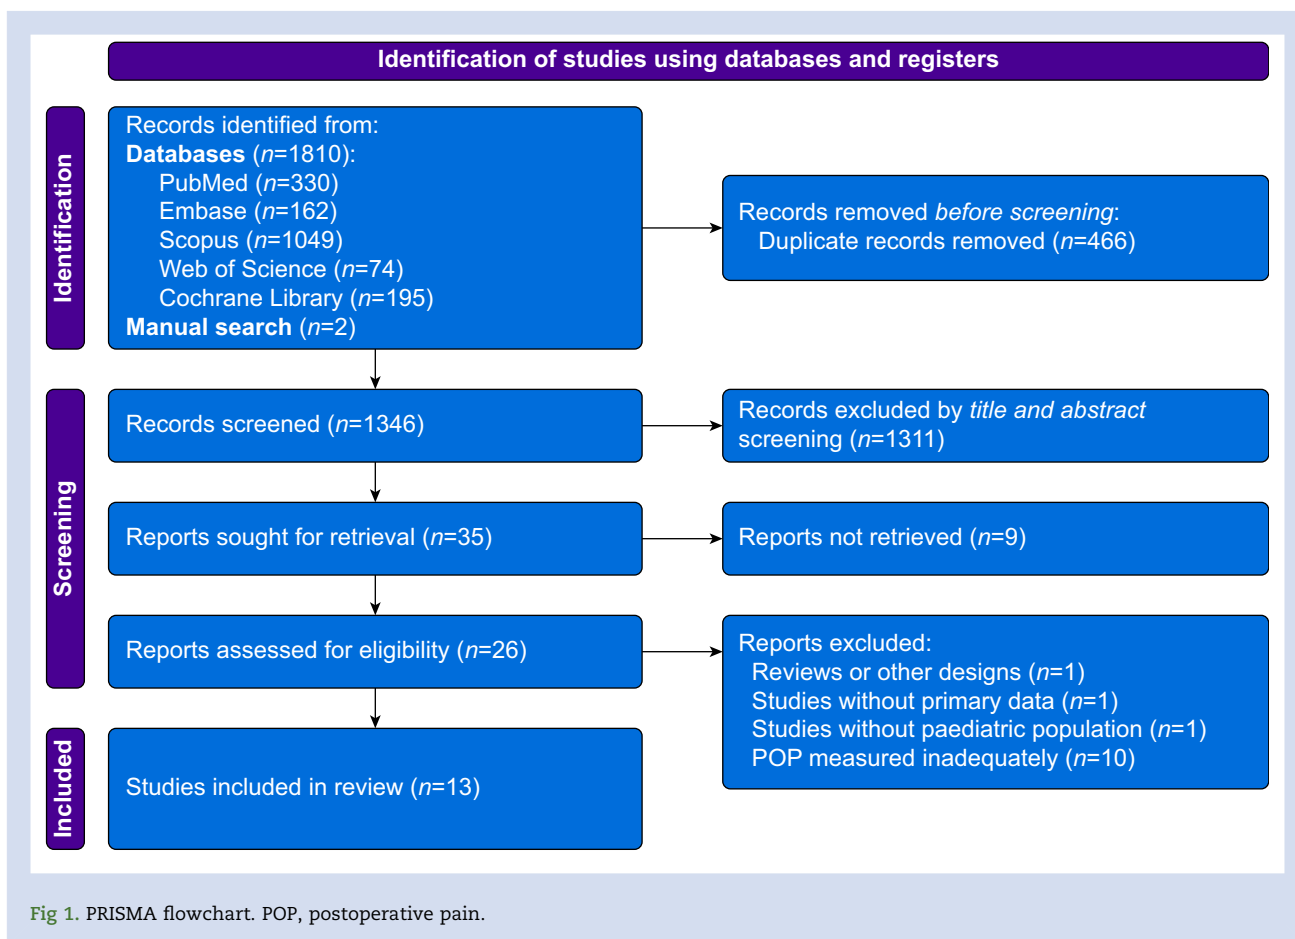 Identification of studies using databases and registers
Identification
Records identified from:
Databases (n=1810):
PubMed (n=330)
Embase (n=162)
Scopus (n=1049)
Web of Science (n=74)
Cochrane Library (n=195)
Manual search (n=2)
Records removed before screening:
Duplicate records removed (n=466)
Screening
Records screened (n=1346)
Records excluded by title and abstract
screening (n=1311)
Reports sought for retrieval (n=35)
Reports not retrieved (n=9)
Reports assessed for eligibility (n=26)
Reports excluded:
Reviews or other designs (n=1)
Studies without primary data (n=1)
Studies without paediatric population (n=1)
POP measured inadequately (n=10)
Included
Studies included in review (n=13)
Fig 1. PRISMA flowchart. POP, postoperative pain.